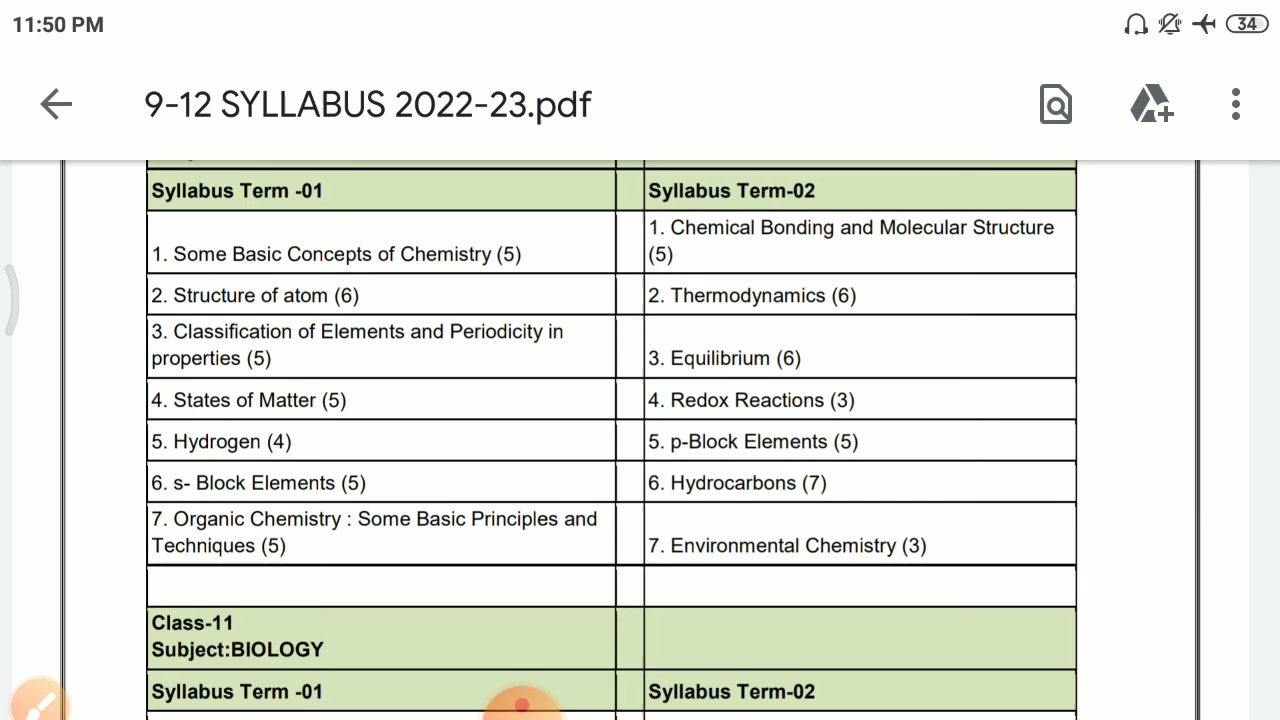 11:50 PM
34
9-12 SYLLABUS 2022-23.pdf
Syllabus Term -01
Syllabus Term-02
1. Some Basic Concepts of Chemistry (5)
1. Chemical Bonding and Molecular Structure
(5)
2. Structure of atom (6)
2. Thermodynamics (6)
3. Classification of Elements and Periodicity in
properties (5)
3. Equilibrium (6)
4. States of Matter (5)
4. Redox Reactions (3)
5. Hydrogen (4)
5. p-Block Elements (5)
6. s- Block Elements (5)
6. Hydrocarbons (7)
7. Organic Chemistry : Some Basic Principles and
Techniques (5)
7. Environmental Chemistry (3)
Class-11
Subject:BIOLOGY
Syllabus Term -01
Syllabus Term-02